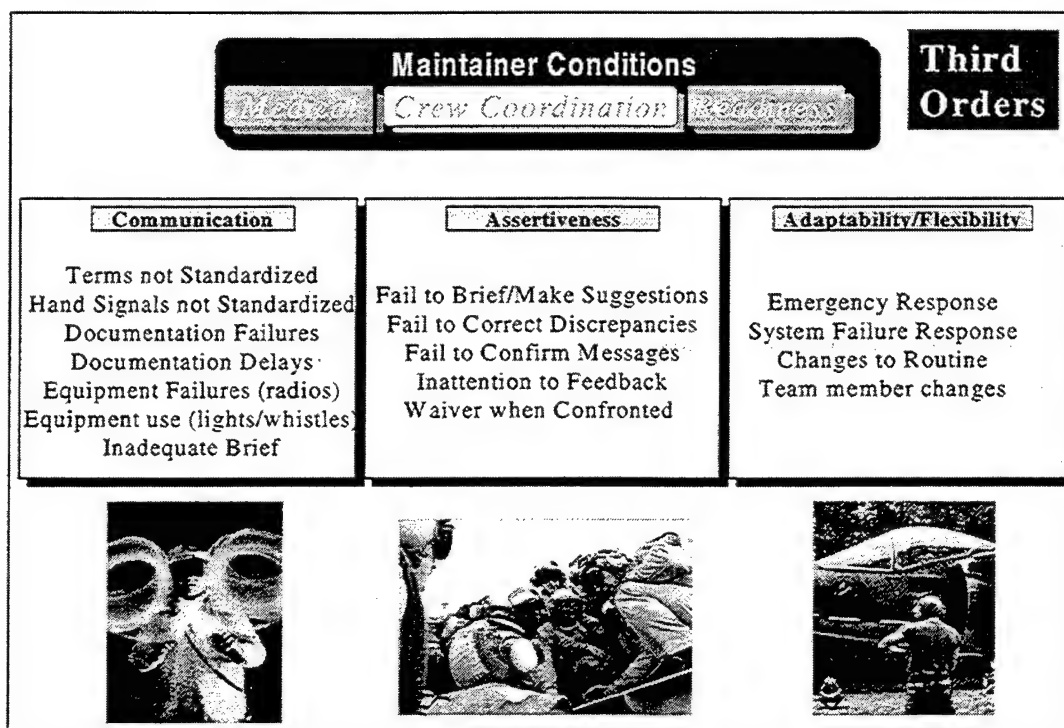 Maintainer Conditions
Medical Crew Coordination Readiness
Third
Orders
Communication
Terms not Standardized
Hand Signals not Standardized
Documentation Failures
Documentation Delays
Equipment Failures (radios)
Equipment use (lights/whistles)
Inadequate Brief
Assertiveness
Fail to Brief/Make Suggestions
Fail to Correct Discrepancies
Fail to Confirm Messages
Inattention to Feedback
Waiver when Confronted
Adaptability/Flexibility
Emergency Response
System Failure Response
Changes to Routine
Team member changes